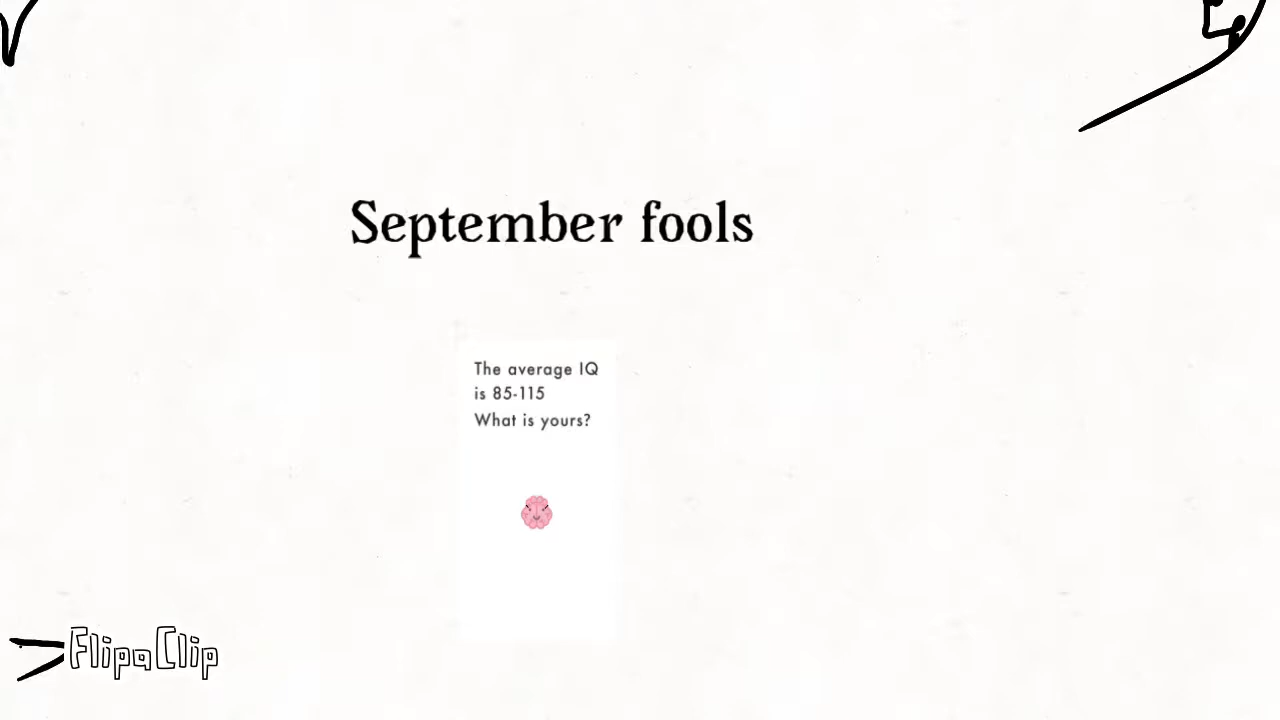 September fools
The average IQ
is 85-115
What is yours?
FlipaClip